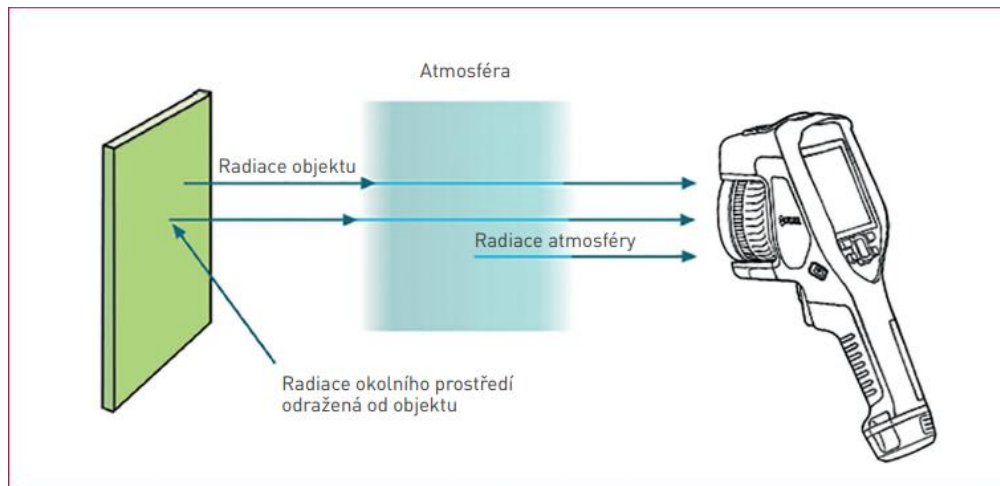 Atmosféra
Radiace objektu
Radiace atmosféry
Radiace okolního prostředí
odražená od objektu